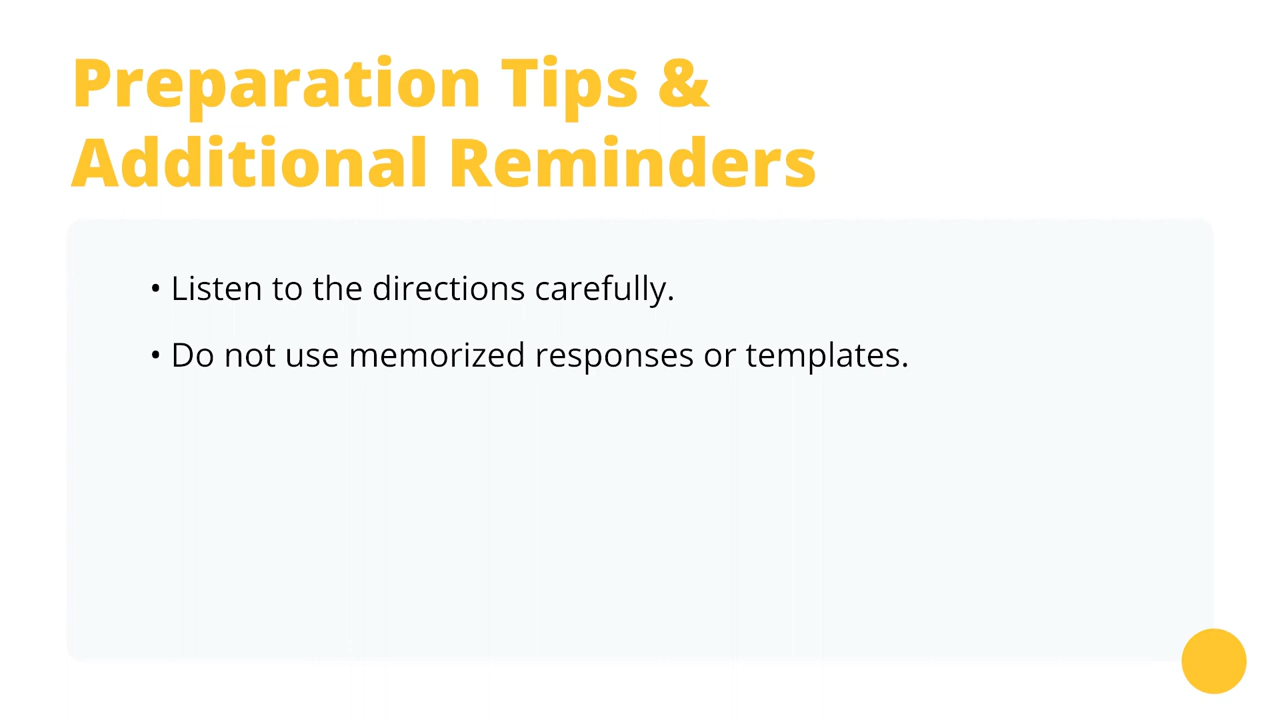 Preparation Tips &
Additional Reminders
• Listen to the directions carefully.
• Do not use memorized responses or templates.